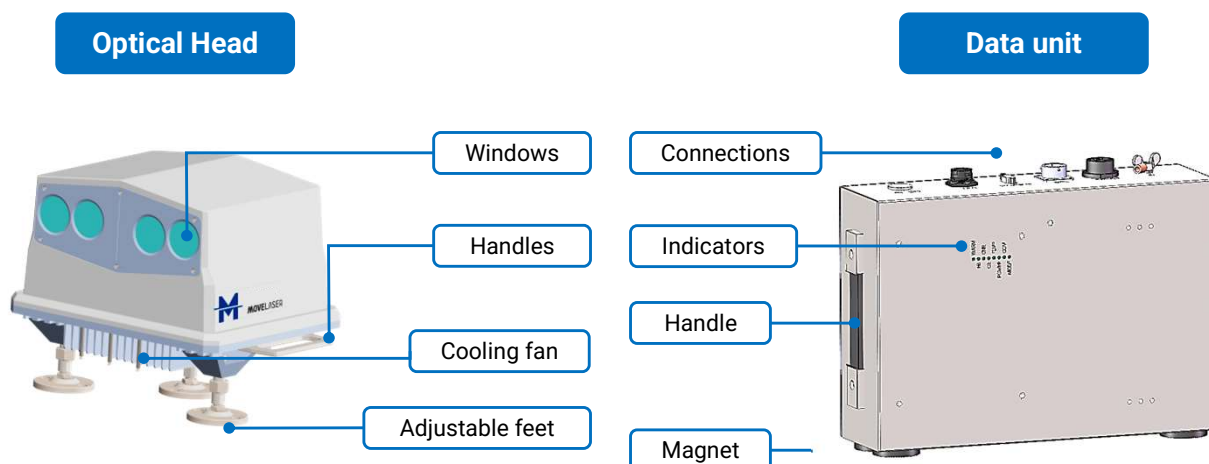 Optical Head
Data unit
Windows
Connections
Handles
Indicators
Handle
Cooling fan
Adjustable feet
Magnet
M MOVELASER